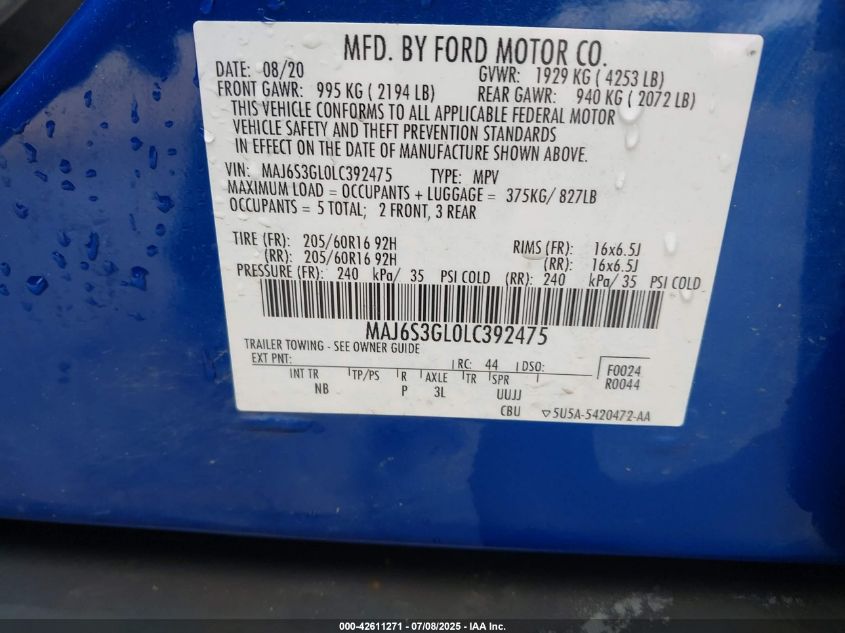 MFD. BY FORD MOTOR CO.
DATE: 08/20 GVWR: 1929 KG ( 4253 LB)
FRONT GAWR: 995 KG ( 2194 LB) REAR GAWR: 940 KG ( 2072 LB)
THIS VEHICLE CONFORMS TO ALL APPLICABLE FEDERAL MOTOR
VEHICLE SAFETY AND THEFT PREVENTION STANDARDS
IN EFFECT ON THE DATE OF MANUFACTURE SHOWN ABOVE.
VIN: MAJ6S3GL0LC392475 TYPE: MPV
MAXIMUM LOAD = OCCUPANTS + LUGGAGE = 375KG/ 827LB
OCCUPANTS = 5 TOTAL; 2 FRONT, 3 REAR
TIRE (FR): 205/60R16 92H RIMS (FR): 16x6.5J
(RR): 205/60R16 92H (RR): 16x6.5J
PRESSURE (FR): 240 kPa/ 35 PSI COLD (RR): 240 kPa/ 35 PSI COLD
MAJ6S3GL0LC392475
TRAILER TOWING - SEE OWNER GUIDE
EXT PNT: RC: 44 DSO: F0024
INT TR TP/PS R AXLE TR SPR R0044
NB P 3L UUJJ
CBU 5U5A-5420472-AA
000-42611271 - 07/08/2025 - IAA Inc.